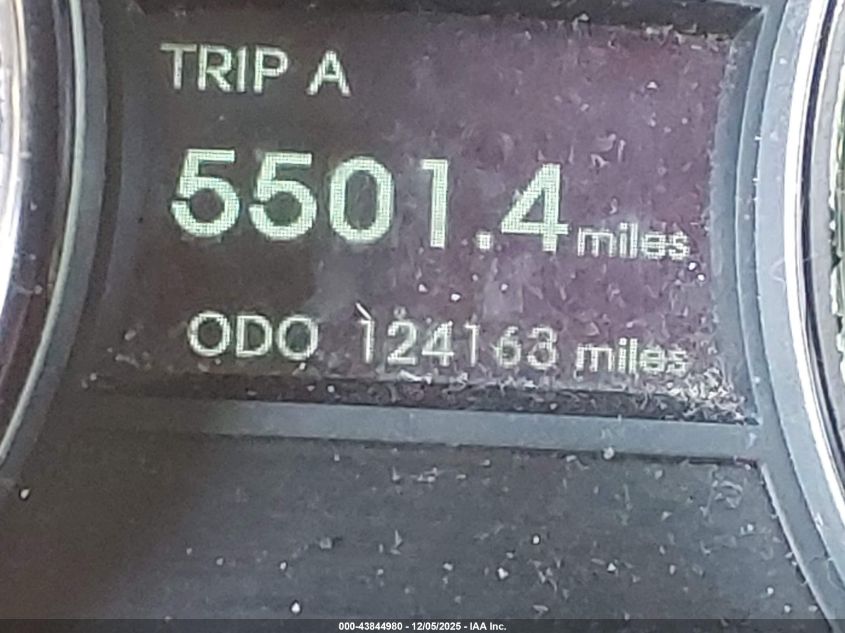 TRIP A
5501.4 miles
ODO 124163 miles
000-43844980 - 12/05/2025 - IAA Inc.